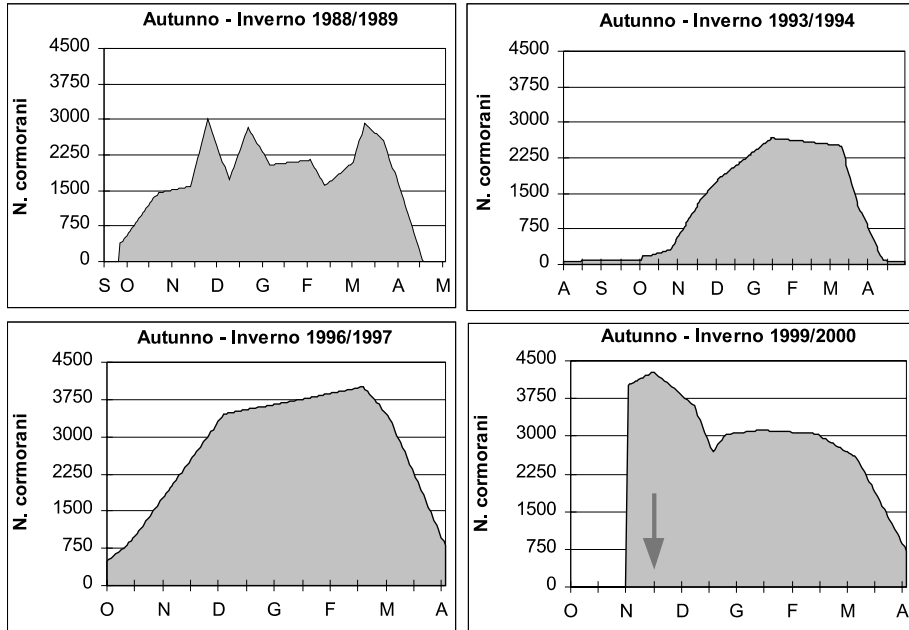 Autunno - Inverno 1988/1989
N. cormorani
4500
3750
3000
2250
1500
750
0
S O N D G F M A M
Autunno - Inverno 1993/1994
N. cormorani
4500
3750
3000
2250
1500
750
0
A S O N D G F M A
Autunno - Inverno 1996/1997
N. cormorani
4500
3750
3000
2250
1500
750
0
O N D G F M A
Autunno - Inverno 1999/2000
N. cormorani
4500
3750
3000
2250
1500
750
0
O N D G F M A